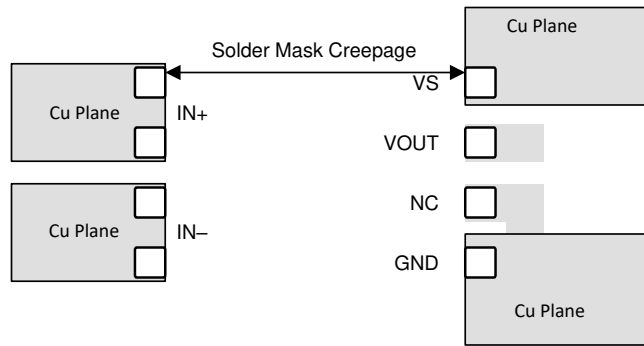 Cu Plane
Solder Mask Creepage
VS
Cu Plane
IN+
VOUT
NC
Cu Plane
IN–
GND
Cu Plane